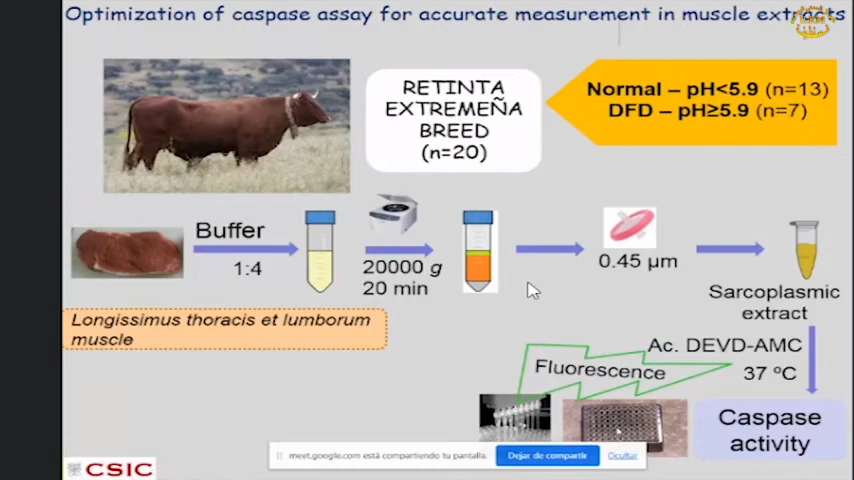 Optimization of caspase assay for accurate measurement in muscle extracts
RETINTA
EXTREMEÑA
BREED
(n=20)
Normal – pH<5.9 (n=13)
DFD – pH≥5.9 (n=7)
Buffer
1:4
20000 g
20 min
0.45 µm
Sarcoplasmic
extract
Longissimus thoracis et lumborum
muscle
Ac. DEVD-AMC
37 ºC
Fluorescence
Caspase
activity
meet.google.com está compartiendo tu pantalla.
Dejar de compartir
Ocultar
CSIC